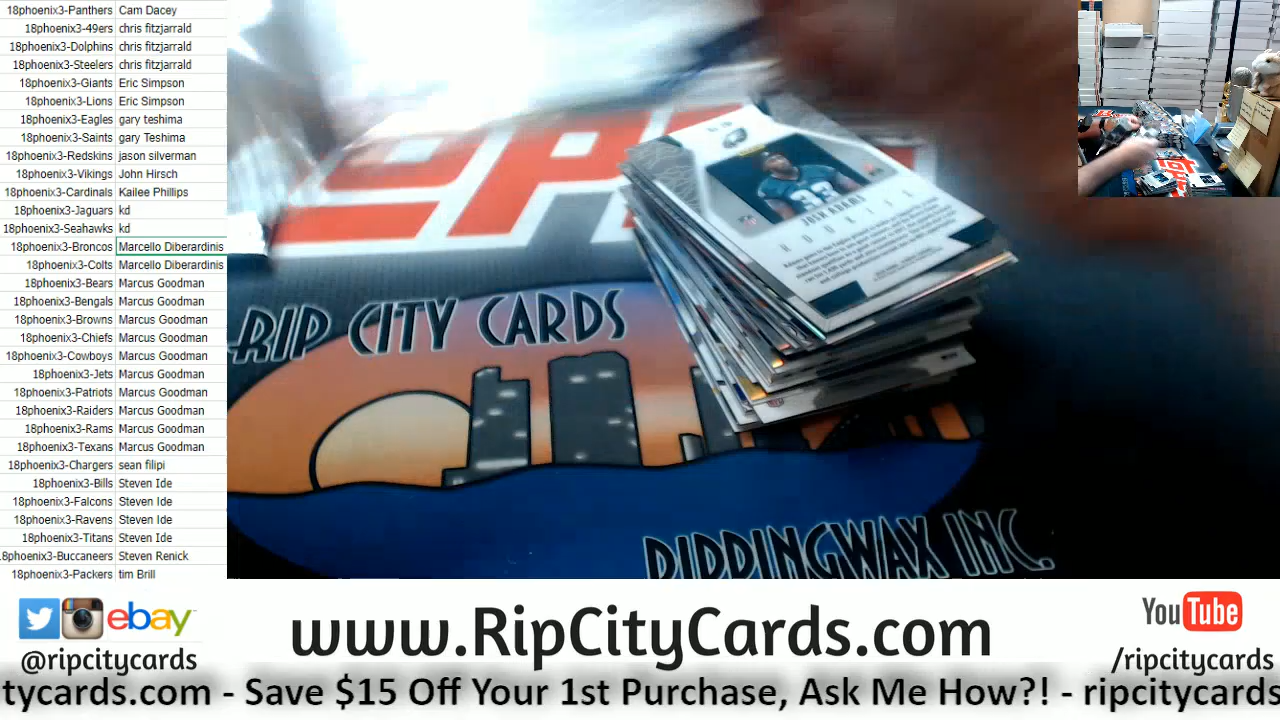 18phoenix3-Panthers Cam Dacey
18phoenix3-49ers chris fitzjarrald
18phoenix3-Dolphins chris fitzjarrald
18phoenix3-Steelers chris fitzjarrald
18phoenix3-Giants Eric Simpson
18phoenix3-Lions Eric Simpson
18phoenix3-Eagles gary teshima
18phoenix3-Saints gary Teshima
18phoenix3-Redskins jason silverman
18phoenix3-Vikings John Hirsch
18phoenix3-Cardinals Kailee Phillips
18phoenix3-Jaguars kd
18phoenix3-Seahawks kd
18phoenix3-Broncos Marcello Diberardinis
18phoenix3-Colts Marcello Diberardinis
18phoenix3-Bears Marcus Goodman
18phoenix3-Bengals Marcus Goodman
18phoenix3-Browns Marcus Goodman
18phoenix3-Chiefs Marcus Goodman
18phoenix3-Cowboys Marcus Goodman
18phoenix3-Jets Marcus Goodman
18phoenix3-Patriots Marcus Goodman
18phoenix3-Raiders Marcus Goodman
18phoenix3-Rams Marcus Goodman
18phoenix3-Texans Marcus Goodman
18phoenix3-Chargers sean filipi
18phoenix3-Bills Steven Ide
18phoenix3-Falcons Steven Ide
18phoenix3-Ravens Steven Ide
18phoenix3-Titans Steven Ide
18phoenix3-Buccaneers Steven Renick
18phoenix3-Packers tim Brill
JOSH ADAMS
ROOKIES
RIP CITY CARDS
RIPPINGWAX INC.
ebay
@ripcitycards
www.RipCityCards.com
YouTube
/ripcitycards
tycards.com - Save $15 Off Your 1st Purchase, Ask Me How?! - ripcitycards